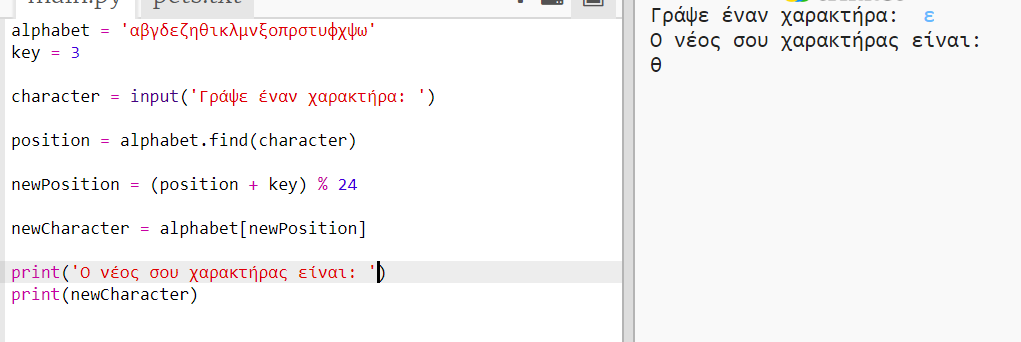 main.py pets.txt
alphabet = 'αβγδεζηθικλμνξοπρστυφχψω'
key = 3
character = input('Γράψε έναν χαρακτήρα: ')
position = alphabet.find(character)
newPosition = (position + key) % 24
newCharacter = alphabet[newPosition]
print('Ο νέος σου χαρακτήρας είναι: ')
print(newCharacter)
Γράψε έναν χαρακτήρα: ε
Ο νέος σου χαρακτήρας είναι:
θ